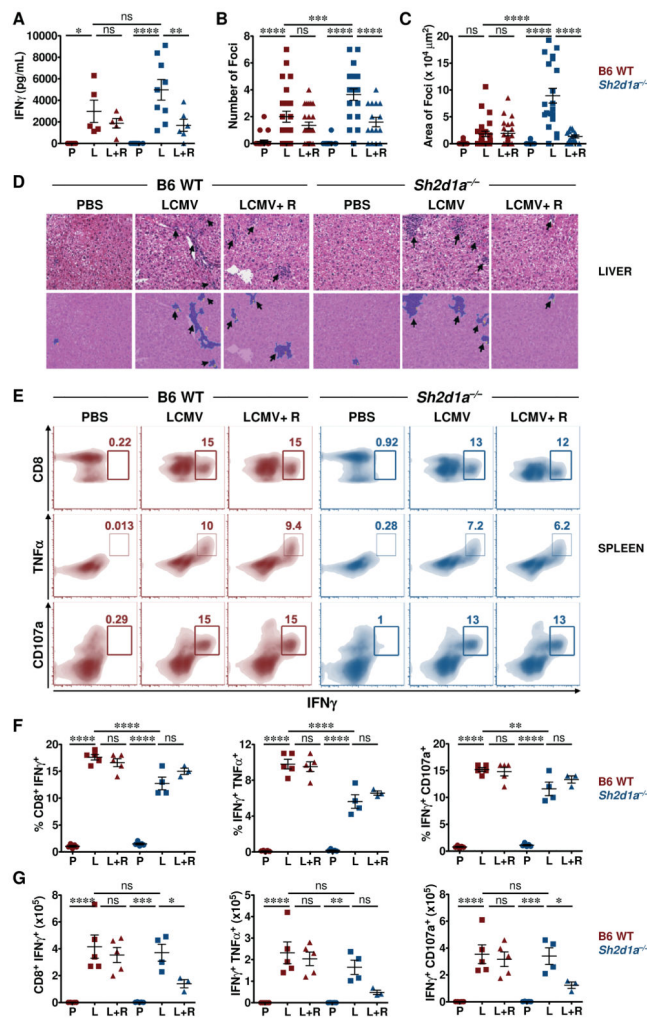 A
B
C
ns
* ns **** **
IFNγ (pg/mL)
10000
8000
6000
4000
2000
0
P L L+R P L L+R
***
**** ns **** ****
Number of Foci
8
6
4
2
0
P L L+R P L L+R
****
ns ns **** ****
Area of Foci (x 10⁴ µm²)
20
15
10
5
0
P L L+R P L L+R
B6 WT
Sh2d1a⁻/⁻
D
B6 WT Sh2d1a⁻/⁻
PBS LCMV LCMV+ R PBS LCMV LCMV+ R
LIVER
E
B6 WT Sh2d1a⁻/⁻
PBS LCMV LCMV+ R PBS LCMV LCMV+ R
CD8
0.22 15 15 0.92 13 12
TNFα
0.013 10 9.4 0.28 7.2 6.2
SPLEEN
CD107a
0.29 15 15 1 13 13
IFNγ
F
****
**** ns **** ns
% CD8⁺ IFNγ⁺
20
15
10
5
0
P L L+R P L L+R
****
**** ns **** ns
% IFNγ⁺ TNFα⁺
15
10
5
0
P L L+R P L L+R
**
**** ns **** ns
% IFNγ⁺ CD107a⁺
20
15
10
5
0
P L L+R P L L+R
B6 WT
Sh2d1a⁻/⁻
G
ns
**** ns *** *
CD8⁺ IFNγ⁺ (x10⁵)
8
6
4
2
0
P L L+R P L L+R
ns
**** ns ** ns
IFNγ⁺ TNFα⁺ (x10⁵)
5
4
3
2
1
0
P L L+R P L L+R
ns
**** ns *** *
IFNγ⁺ CD107a⁺ (x10⁵)
8
6
4
2
0
P L L+R P L L+R
B6 WT
Sh2d1a⁻/⁻